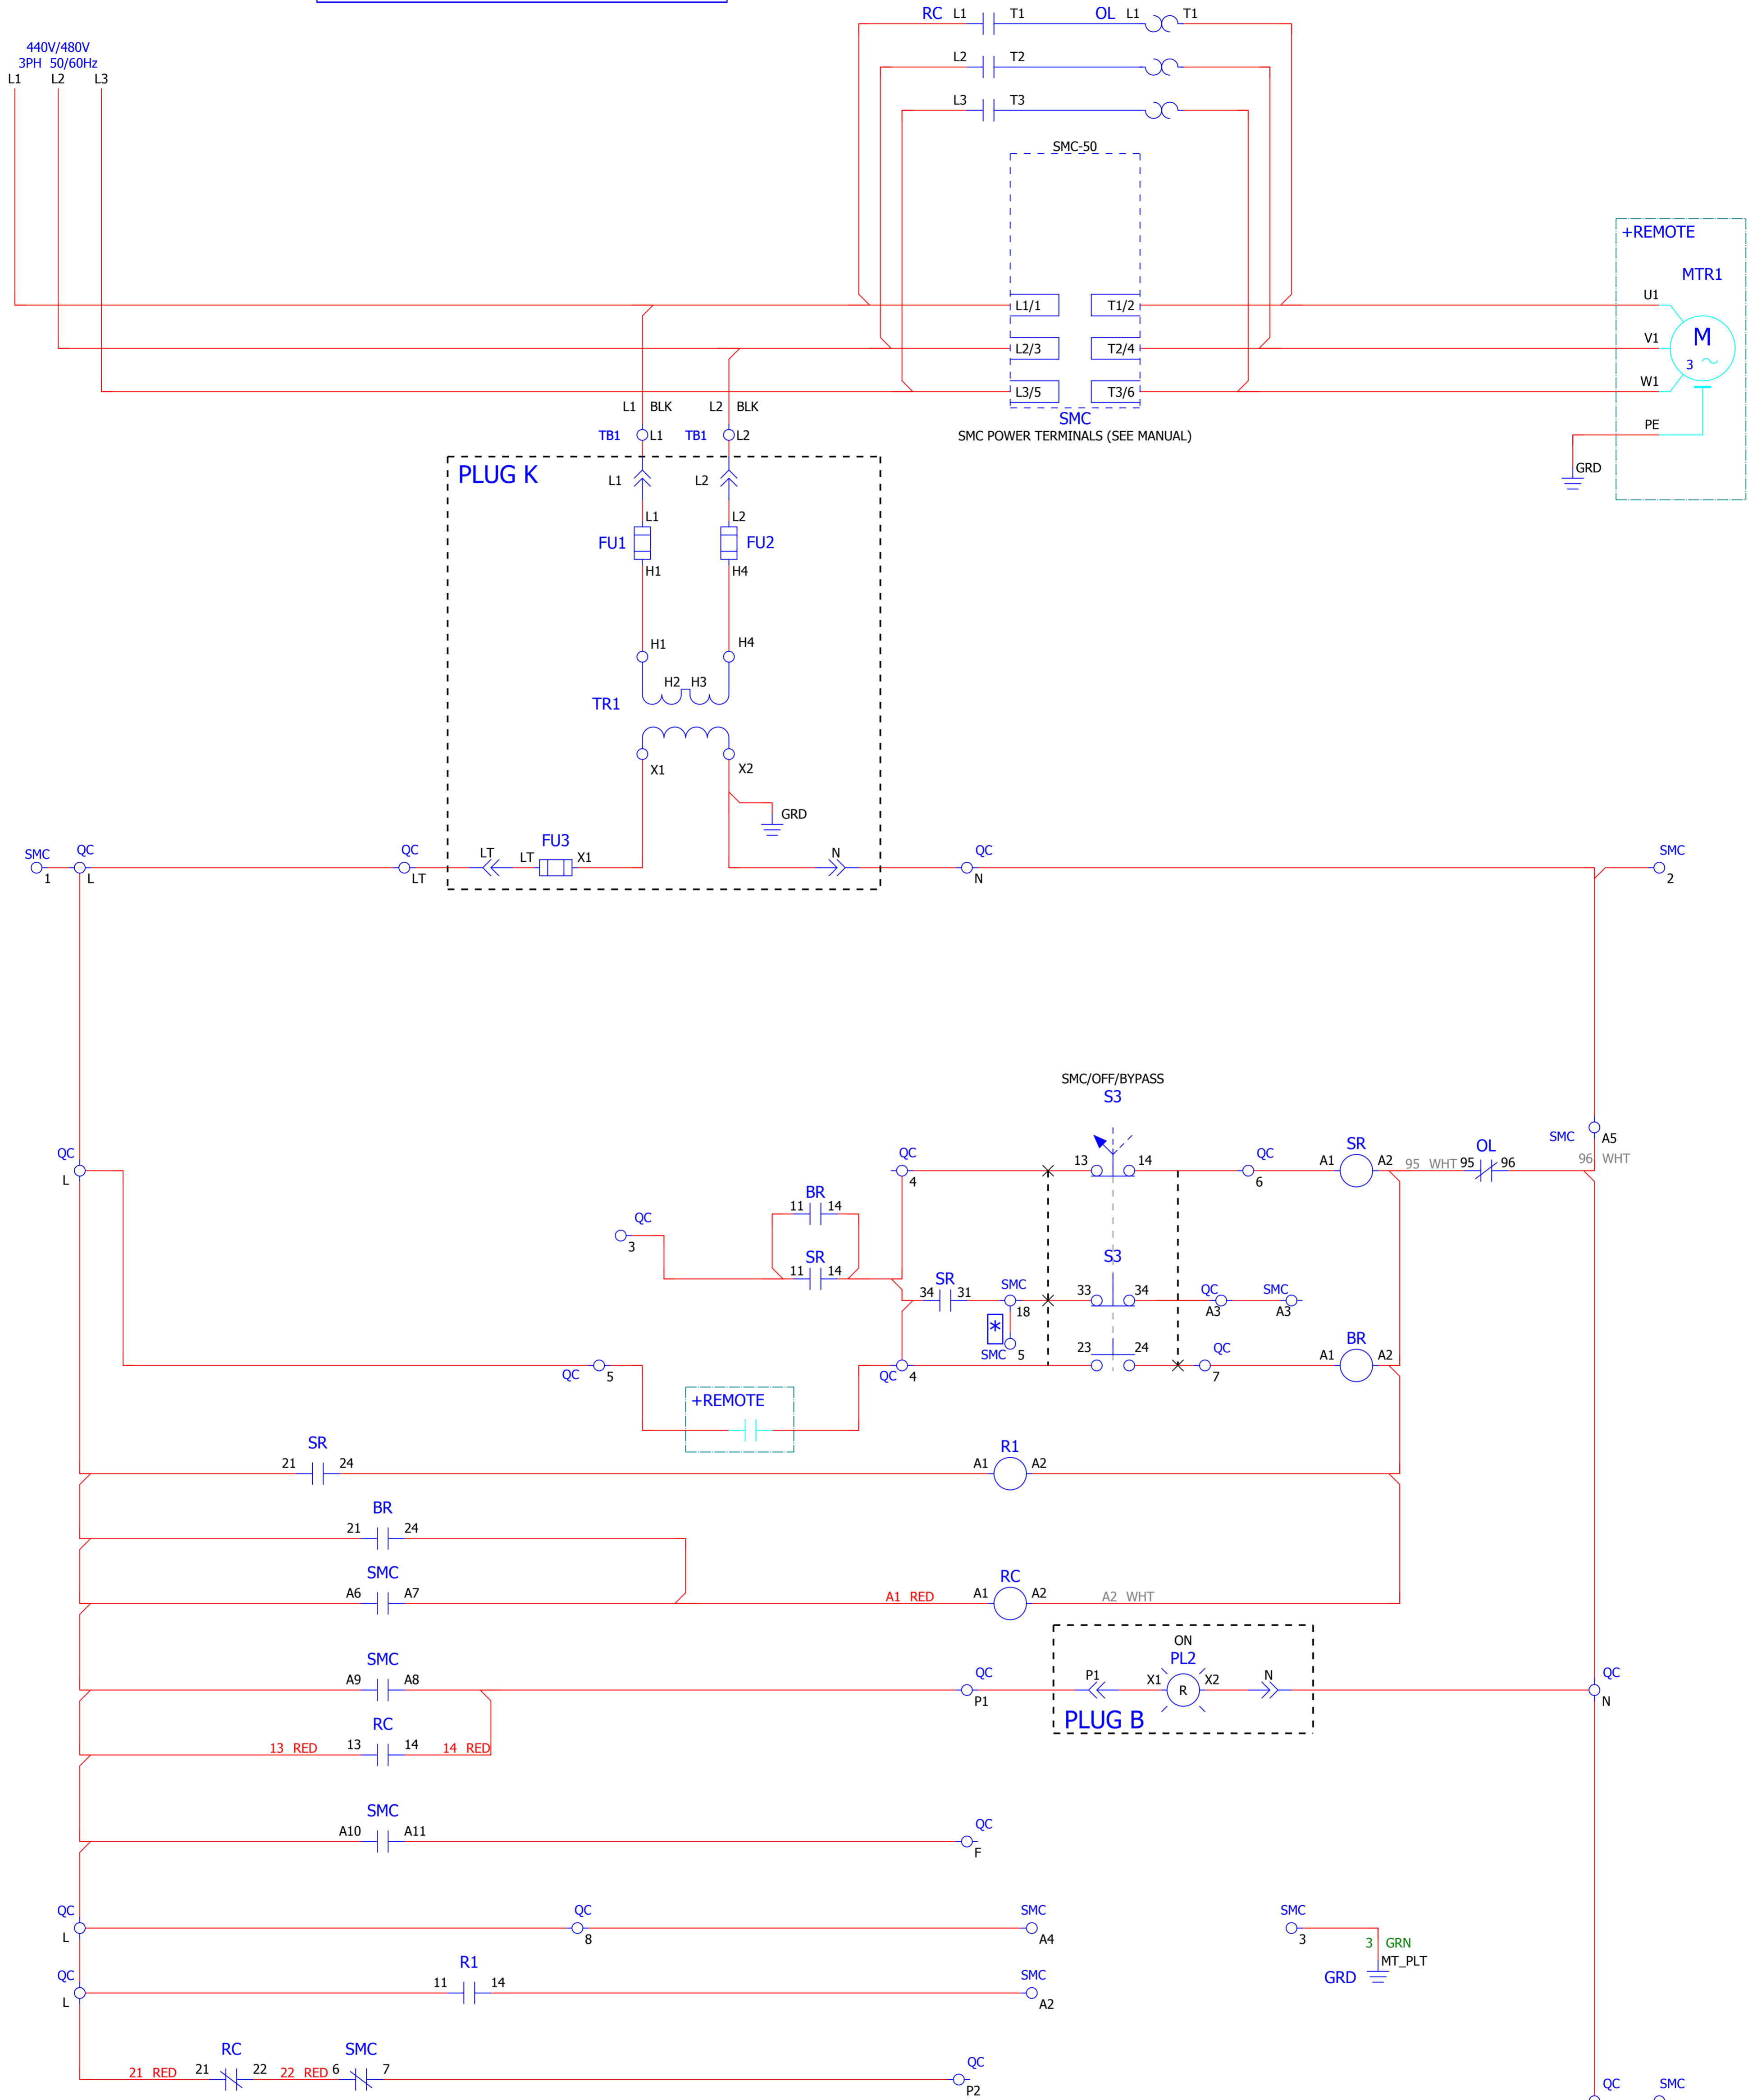 RC L1 T1 OL L1 T1
440V/480V
3PH 50/60Hz
L1 L2 L3
L2 T2
L3 T3
SMC-50
+REMOTE
MTR1
L1/1 T1/2 U1
L2/3 T2/4 V1 M
3
L3/5 T3/6 W1
L1 BLK L2 BLK
SMC
TB1 L1 TB1 L2
SMC POWER TERMINALS (SEE MANUAL)
PE
GRD
PLUG K
L1 L2
L1 L2
FU1 FU2
H1 H4
H1 H4
H2 H3
TR1
X1 X2
GRD
FU3
SMC QC QC LT LT X1 N QC SMC
1 L LT N 2
SMC/OFF/BYPASS
S3
SMC A5
QC QC 13 14 QC SR OL
A1 A2 95 WHT 95 96 96 WHT
L 4 6
BR
11 14
QC
3
SR S3
11 14
SR SMC QC SMC
34 31 33 34
18 A3 A3
*
SMC 5 23 24 QC BR
A1 A2
QC 5 QC 4 7
+REMOTE
SR R1
21 24 A1 A2
BR
21 24
SMC RC
A6 A7 A1 RED A1 A2 A2 WHT
ON
SMC PL2
A9 A8 QC P1 X1 X2 N QC
R
P1 N
PLUG B
RC
13 RED 13 14 14 RED
SMC
A10 A11 QC
F
QC QC SMC SMC
L 8 A4 3
3 GRN
MT_PLT
GRD
QC R1 SMC
11 14
L A2
RC SMC
21 RED 21 22 22 RED 6 7 QC
P2
QC SMC